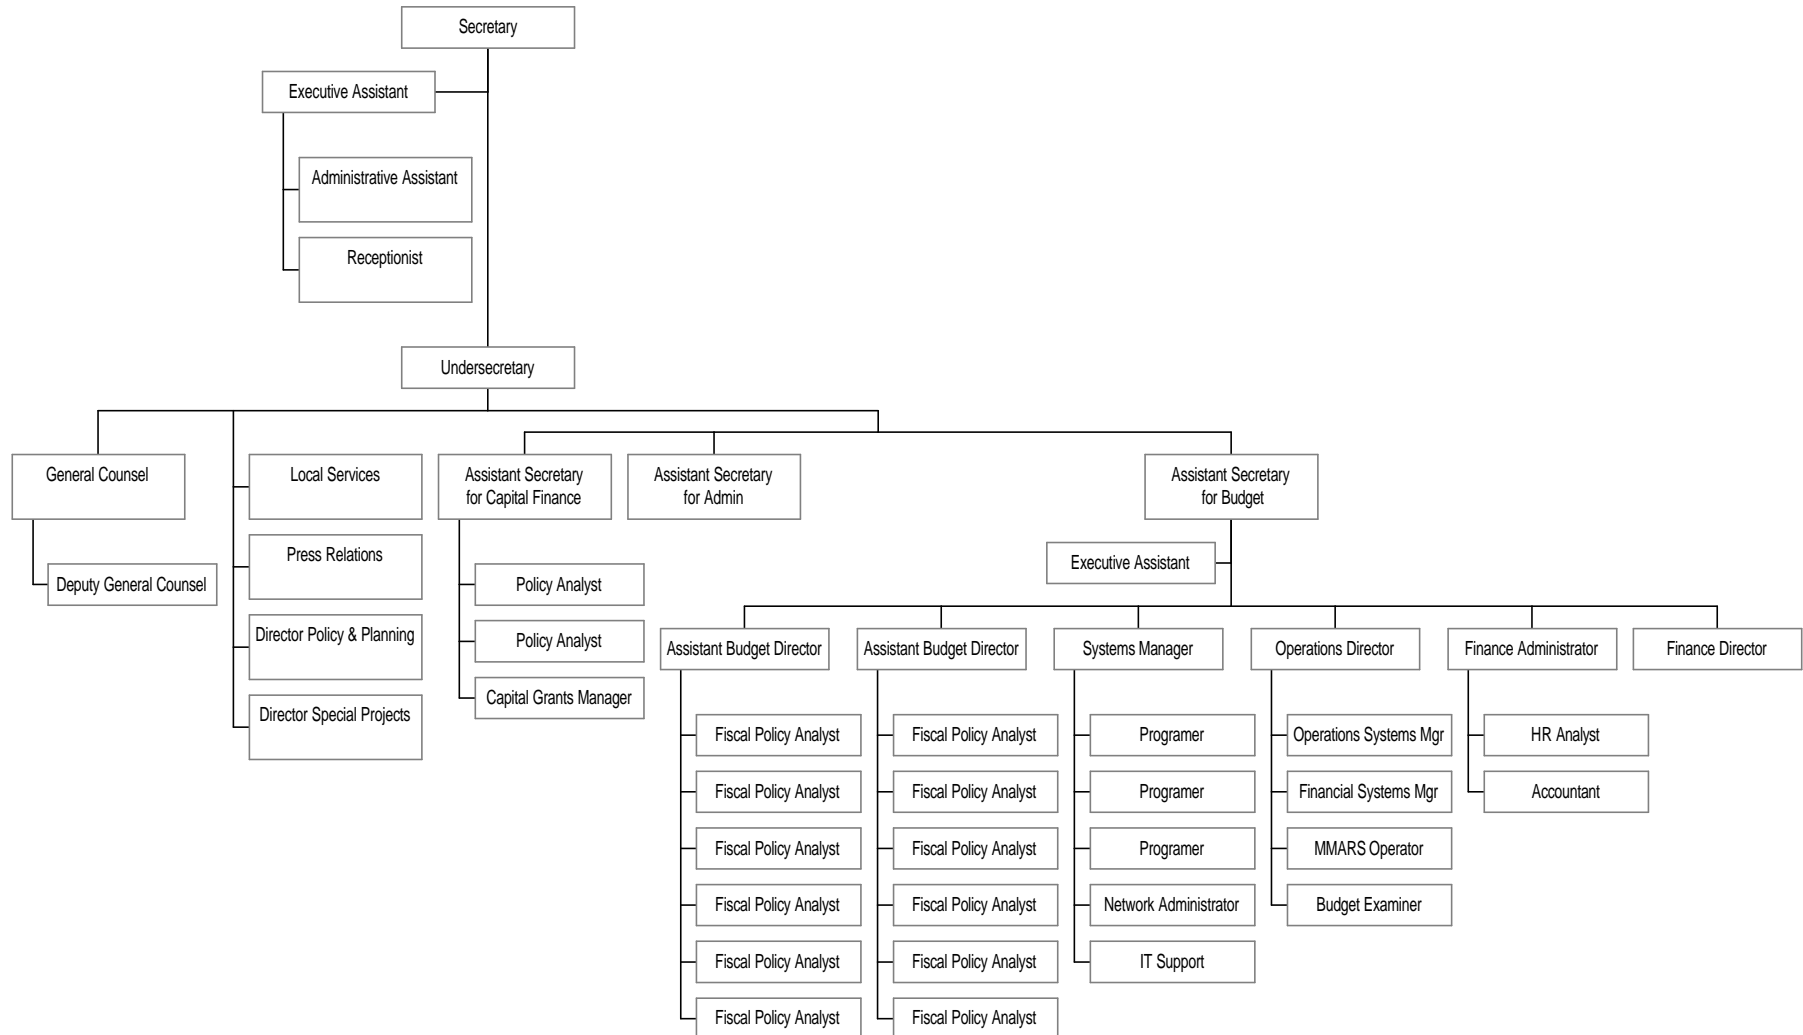 Secretary
Executive Assistant
Administrative Assistant
Receptionist
Undersecretary
General Counsel
Deputy General Counsel
Local Services
Press Relations
Director Policy & Planning
Director Special Projects
Assistant Secretary
for Capital Finance
Policy Analyst
Policy Analyst
Capital Grants Manager
Assistant Secretary
for Admin
Assistant Secretary
for Budget
Executive Assistant
Assistant Budget Director
Fiscal Policy Analyst
Fiscal Policy Analyst
Fiscal Policy Analyst
Fiscal Policy Analyst
Fiscal Policy Analyst
Fiscal Policy Analyst
Assistant Budget Director
Fiscal Policy Analyst
Fiscal Policy Analyst
Fiscal Policy Analyst
Fiscal Policy Analyst
Fiscal Policy Analyst
Fiscal Policy Analyst
Systems Manager
Programer
Programer
Programer
Network Administrator
IT Support
Operations Director
Operations Systems Mgr
Financial Systems Mgr
MMARS Operator
Budget Examiner
Finance Administrator
HR Analyst
Accountant
Finance Director